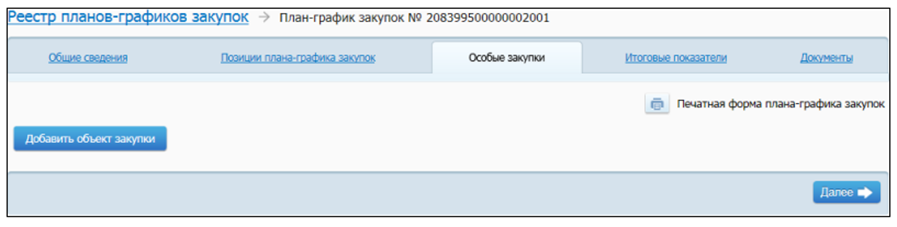 Реестр планов-графиков закупок → План-график закупок № 208399500000002001
Общие сведения Позиции плана-графика закупок Особые закупки Итоговые показатели Документы
Печатная форма плана-графика закупок
Добавить объект закупки
Далее